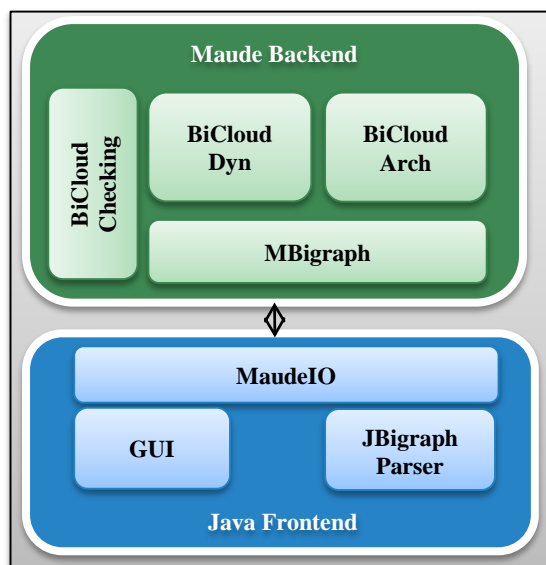 Maude Backend
BiCloud
Checking
BiCloud
Dyn
BiCloud
Arch
MBigraph
MaudeIO
GUI
JBigraph
Parser
Java Frontend